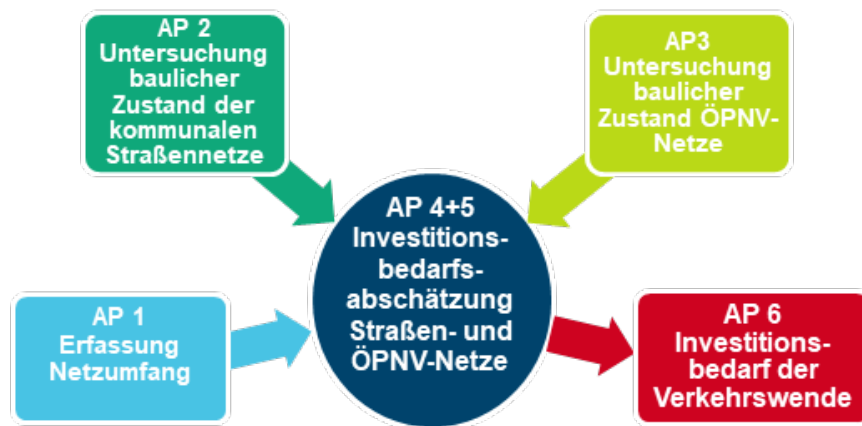 AP 2
Untersuchung
baulicher
Zustand der
kommunalen
Straßennetze
AP3
Untersuchung
baulicher
Zustand ÖPNV-
Netze
AP 4+5
Investitions-
bedarfs-
abschätzung
Straßen- und
ÖPNV-Netze
AP 1
Erfassung
Netzumfang
AP 6
Investitions-
bedarf der
Verkehrswende